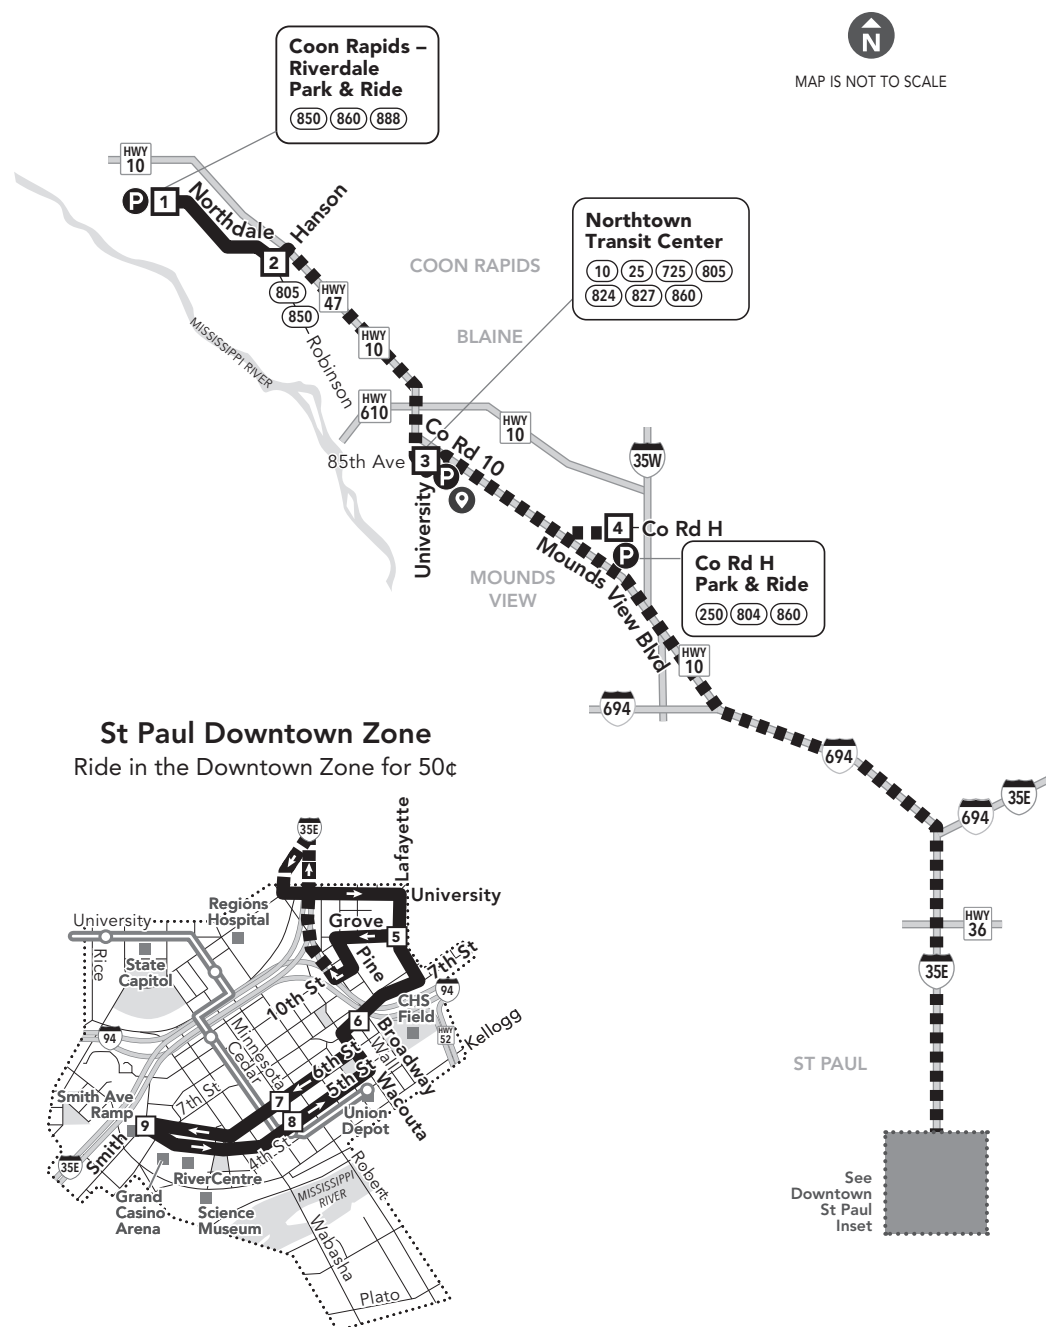 Coon Rapids –
Riverdale
Park & Ride
850 860 888
N
MAP IS NOT TO SCALE
HWY
10
P
1
Northdale
Hanson
2
805
850
HWY
47
COON RAPIDS
Northtown
Transit Center
10 25 725 805
824 827 860
MISSISSIPPI RIVER
Robinson
HWY
10
BLAINE
HWY
610
HWY
10
Co Rd 10
85th Ave
3
P
University
35W
4
Co Rd H
P
Mounds View Blvd
MOUNDS
VIEW
Co Rd H
Park & Ride
250 804 860
HWY
10
694
694
694
35E
HWY
36
35E
ST PAUL
See
Downtown
St Paul
Inset
St Paul Downtown Zone
Ride in the Downtown Zone for 50¢
35E
Lafayette
University
Regions
Hospital
University
Grove
5
Rice
State
Capitol
Pine
7th St
94
10th St
CHS
Field
6
HWY
52
Kellogg
94
Minnesota
Cedar
Broadway
Wall
Wacouta
6th St
5th St
7th St
Smith Ave
Ramp
7
8
9
Union
Depot
Smith
4th St
35E
RiverCentre
Grand
Casino
Arena
Science
Museum
MISSISSIPPI
RIVER
Robert
Wabasha
Plato